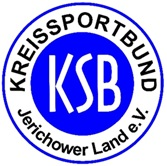 KREISSPORTBUND
KSB
Jerichower Land e.V.